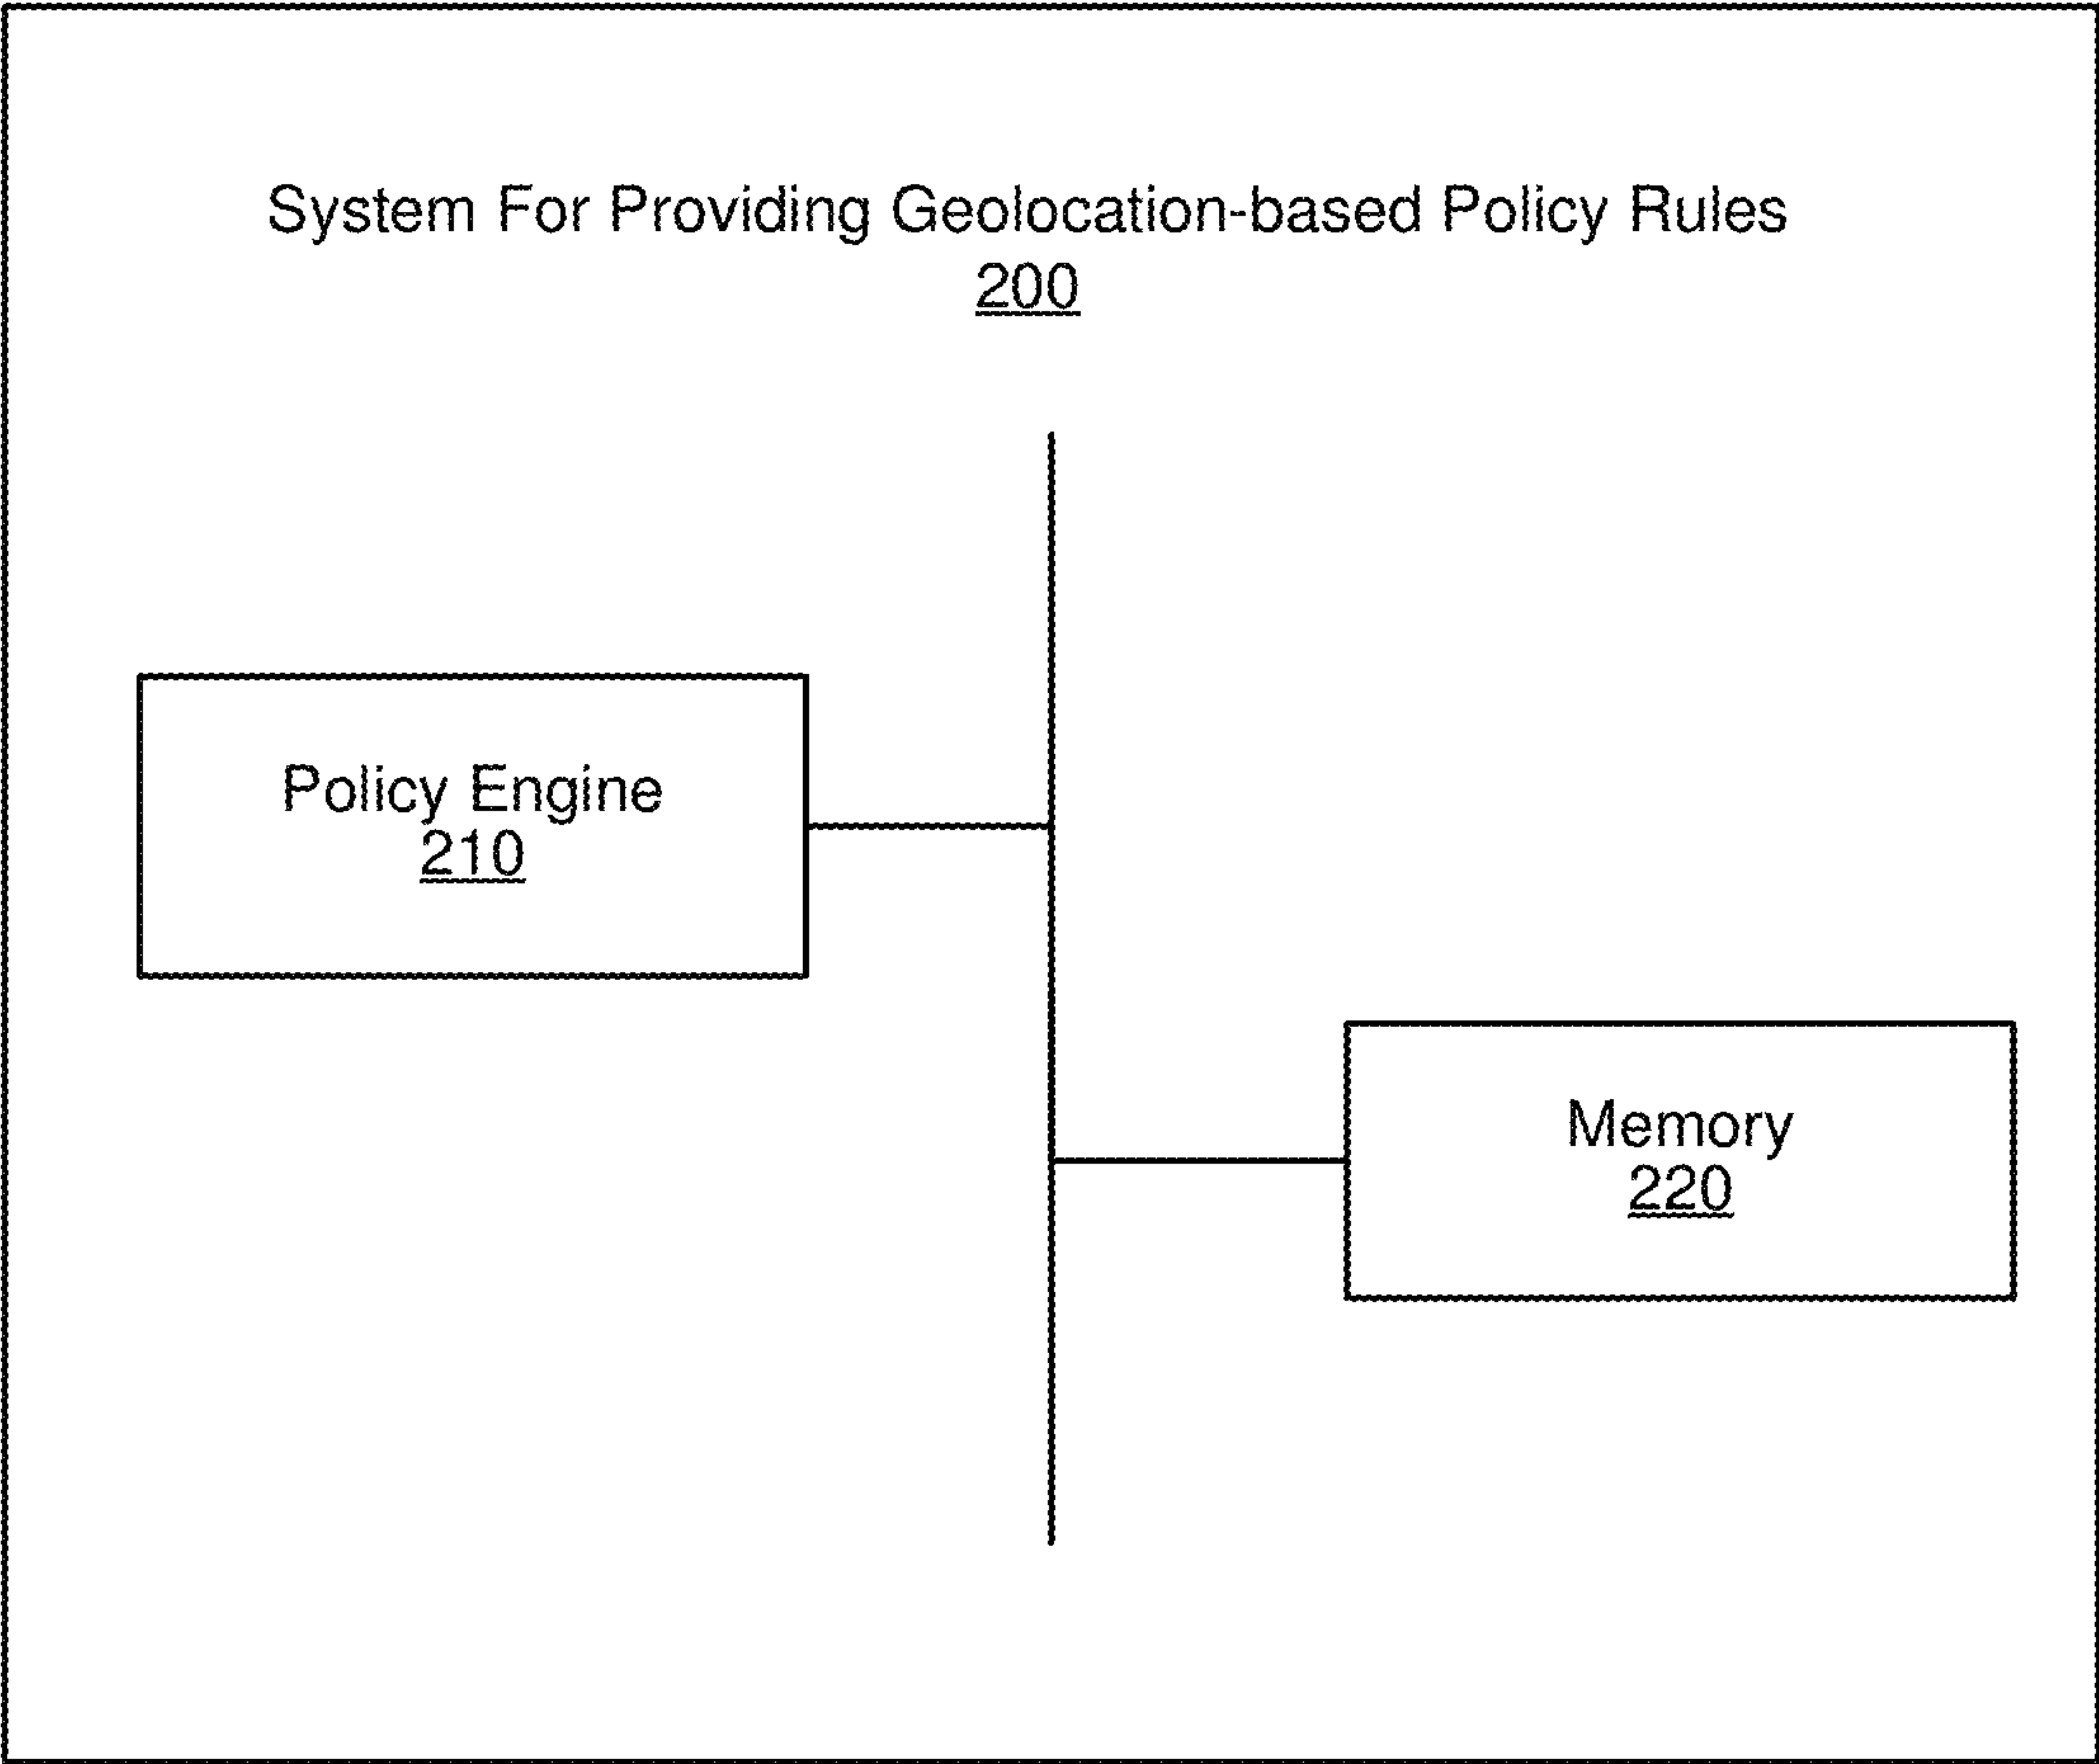 System For Providing Geolocation-based Policy Rules
200
Policy Engine
210
Memory
220